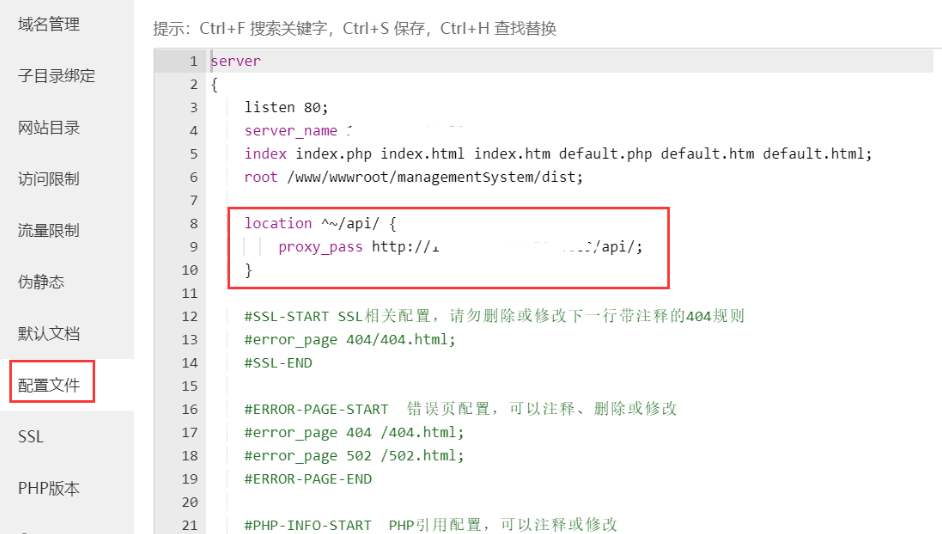 域名管理
子目录绑定
网站目录
访问限制
流量限制
伪静态
默认文档
配置文件
SSL
PHP版本
提示：Ctrl+F 搜索关键字，Ctrl+S 保存，Ctrl+H 查找替换
1 server
2 {
3 listen 80;
4 server_name
5 index index.php index.html index.htm default.php default.htm default.html;
6 root /www/wwwroot/managementSystem/dist;
7
8 location ^~/api/ {
9 proxy_pass http:// /api/;
10 }
11
12 #SSL-START SSL相关配置，请勿删除或修改下一行带注释的404规则
13 #error_page 404/404.html;
14 #SSL-END
15
16 #ERROR-PAGE-START  错误页配置，可以注释、删除或修改
17 #error_page 404 /404.html;
18 #error_page 502 /502.html;
19 #ERROR-PAGE-END
20
21 #PHP-INFO-START  PHP引用配置，可以注释或修改